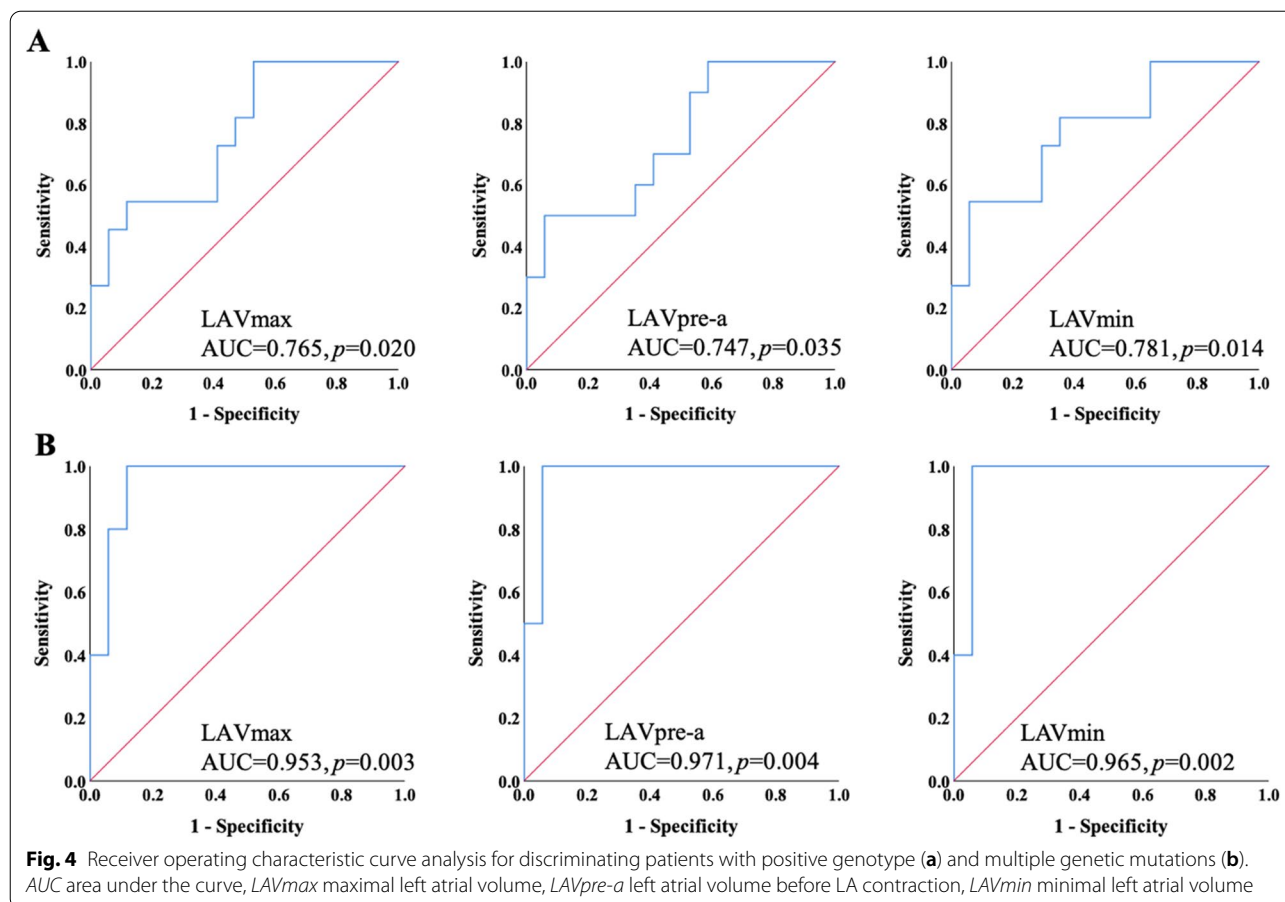 A
1.0 1.0 1.0
0.8 0.8 0.8
0.6 0.6 0.6
0.4 0.4 0.4
0.2 0.2 0.2
0.0 0.0 0.0
Sensitivity Sensitivity Sensitivity
LAVmax LAVpre-a LAVmin
AUC=0.765, p=0.020 AUC=0.747, p=0.035 AUC=0.781, p=0.014
0.0 0.2 0.4 0.6 0.8 1.0 0.0 0.2 0.4 0.6 0.8 1.0 0.0 0.2 0.4 0.6 0.8 1.0
1 - Specificity 1 - Specificity 1 - Specificity
B
1.0 1.0 1.0
0.8 0.8 0.8
0.6 0.6 0.6
0.4 0.4 0.4
0.2 0.2 0.2
0.0 0.0 0.0
Sensitivity Sensitivity Sensitivity
LAVmax LAVpre-a LAVmin
AUC=0.953, p=0.003 AUC=0.971, p=0.004 AUC=0.965, p=0.002
0.0 0.2 0.4 0.6 0.8 1.0 0.0 0.2 0.4 0.6 0.8 1.0 0.0 0.2 0.4 0.6 0.8 1.0
1 - Specificity 1 - Specificity 1 - Specificity
Fig. 4 Receiver operating characteristic curve analysis for discriminating patients with positive genotype (a) and multiple genetic mutations (b).
AUC area under the curve, LAVmax maximal left atrial volume, LAVpre-a left atrial volume before LA contraction, LAVmin minimal left atrial volume